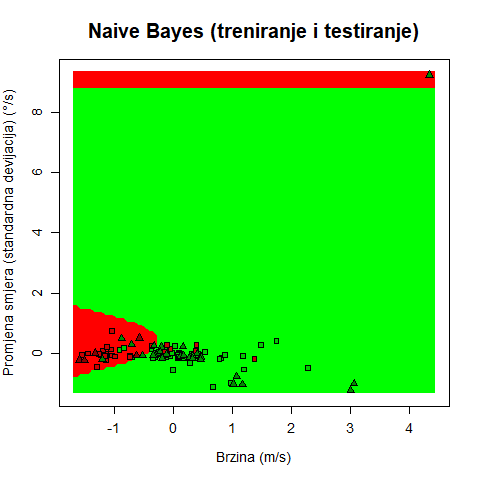 Naive Bayes (treniranje i testiranje)
Promjena smjera (standardna devijacija) (°/s)
8
6
4
2
0
-1 0 1 2 3 4
Brzina (m/s)